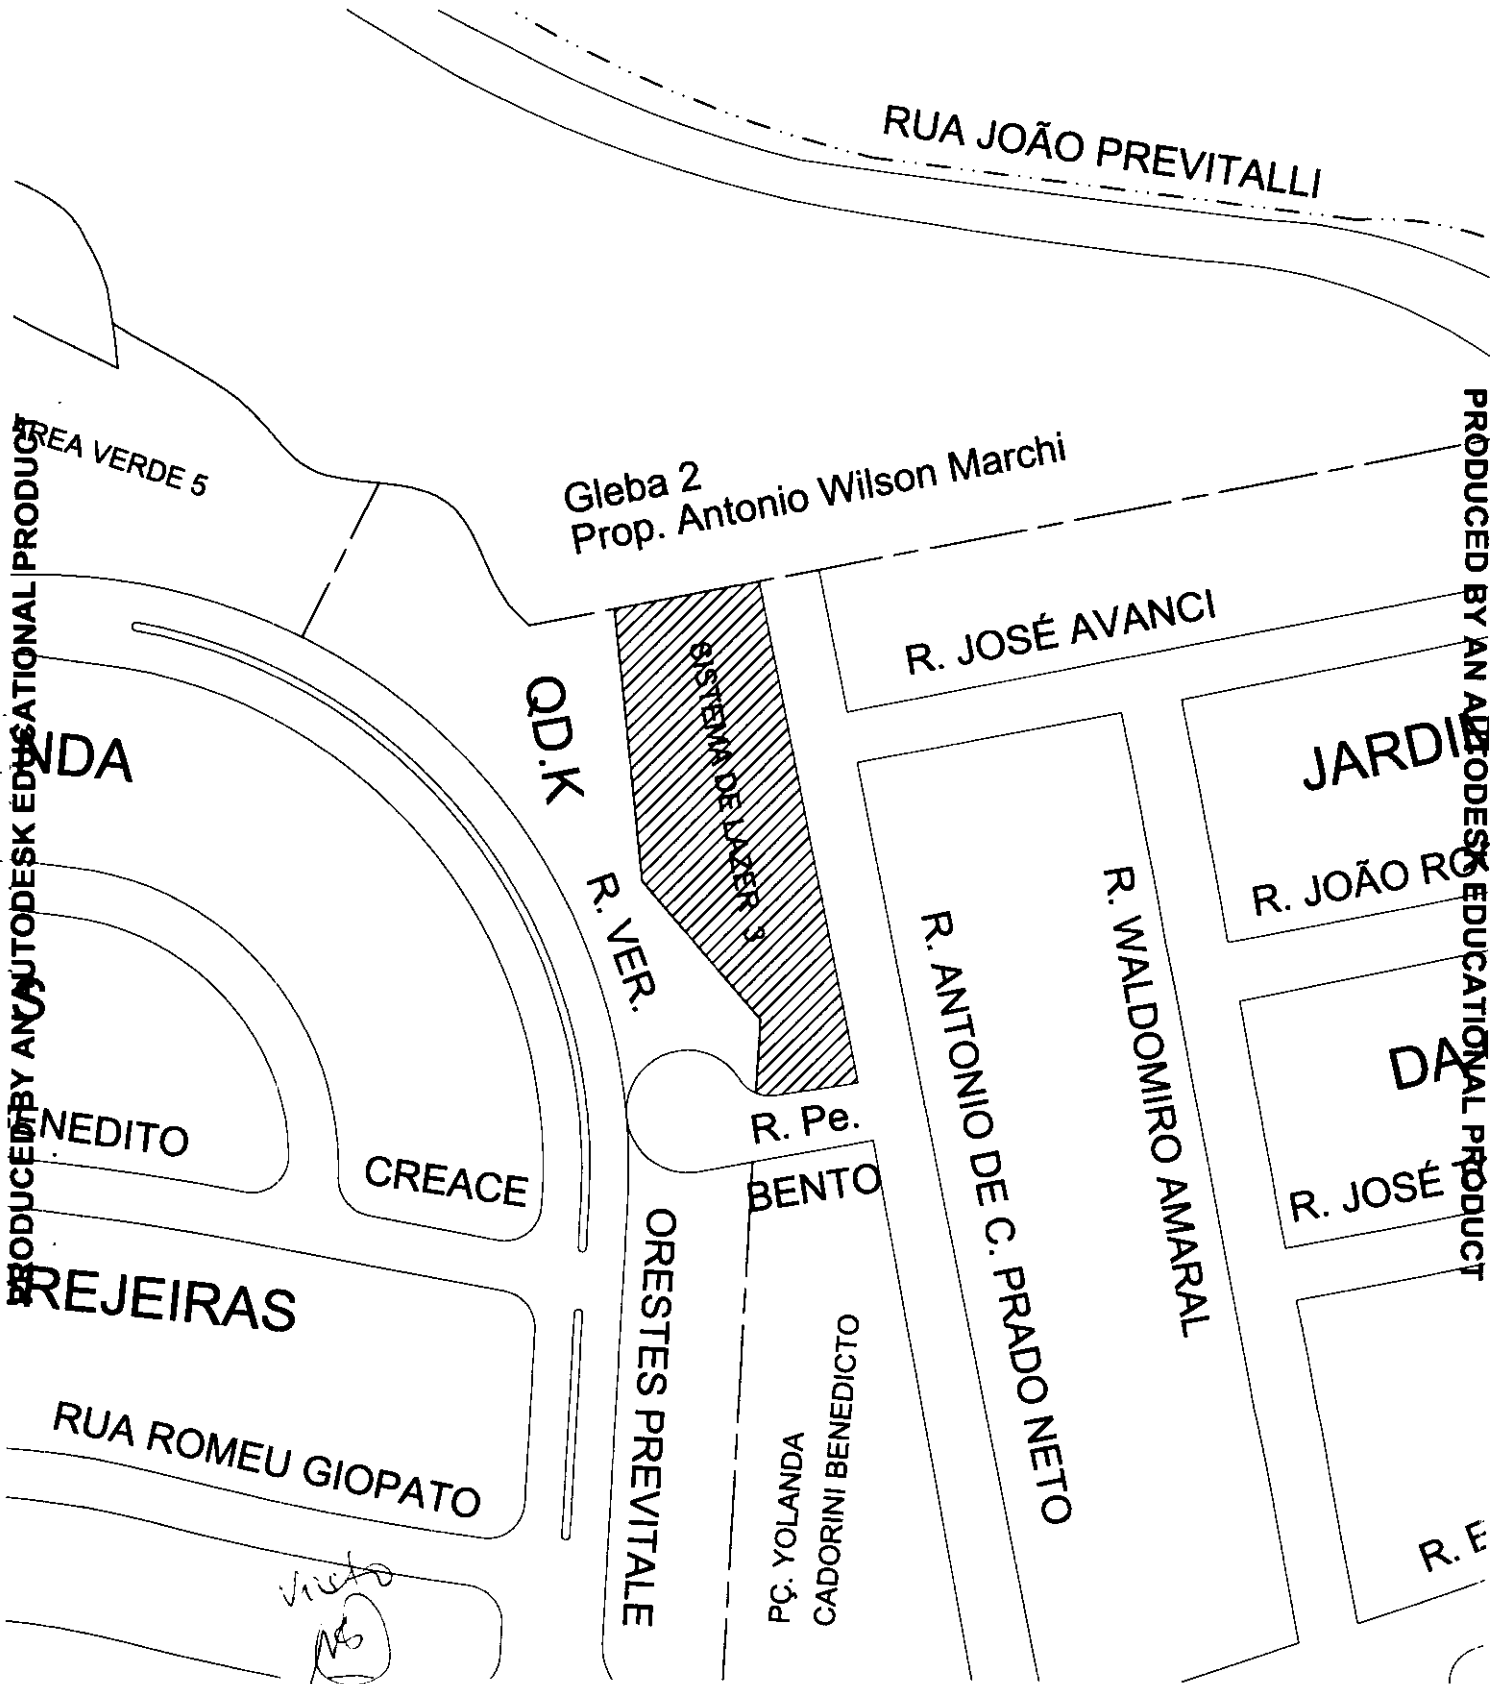 RUA JOÃO PREVITALLI
PRODUCED BY AN AUTODESK EDUCATIONAL PRODUCT
ÁREA VERDE 5
Gleba 2
Prop. Antonio Wilson Marchi
PRODUCED BY AN AUTODESK EDUCATIONAL PRODUCT
R. JOSÉ AVANCI
SISTEMA DE LAZER 3
QD.K
NDA
JARDI
R. VER.
R. JOÃO RO
R. ANTONIO DE C. PRADO NETO
R. WALDOMIRO AMARAL
S
DA
R. Pe.
BENTO
ENEDITO
CREACE
R. JOSÉ
ORESTES PREVITALE
REJEIRAS
PÇ. YOLANDA
CADORINI BENEDICTO
RUA ROMEU GIOPATO
R. E
Visto